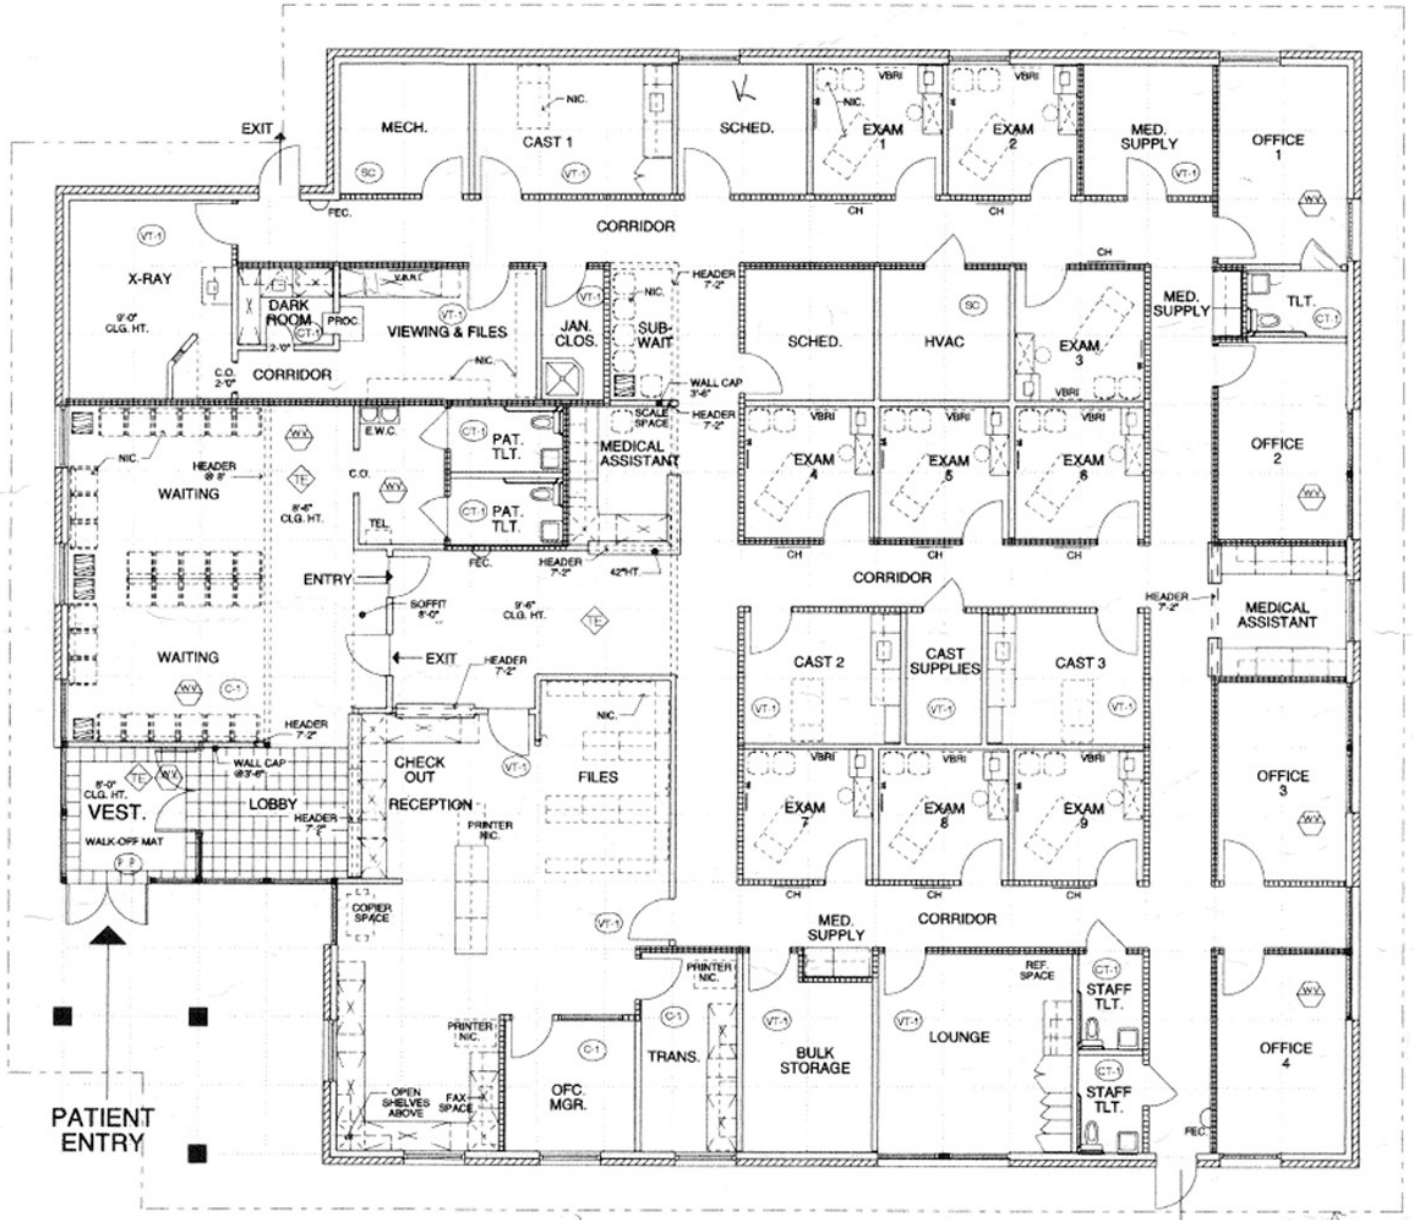 EXIT
MECH.
SC
CAST 1
NIC.
VT-1
K
SCHED.
VBRI
NIC.
EXAM
1
VBRI
EXAM
2
MED.
SUPPLY
VT-1
OFFICE
1
WV
FEC.
CORRIDOR
CH
CH
CH
VT-1
X-RAY
9'-0"
CLG. HT.
DARK
ROOM
CT-1
PROC.
2'-0"
V.B.R.I.
VT-1
VIEWING & FILES
NIC.
CORRIDOR
C.O.
2'-0"
VT-1
JAN.
CLOS.
NIC.
SUB-
WAIT
HEADER
7'-2"
WALL CAP
3'-6"
HEADER
7'-2"
SCALE
SPACE
SCHED.
SC
HVAC
EXAM
3
VBRI
MED.
SUPPLY
TLT.
CT-1
NIC.
HEADER
@ 8'
WAITING
WV
TE
8'-6"
CLG. HT.
E.W.C.
C.O.
WV
TEL.
CT-1
PAT.
TLT.
CT-1
PAT.
TLT.
MEDICAL
ASSISTANT
VBRI
EXAM
4
VBRI
EXAM
5
VBRI
EXAM
6
OFFICE
2
WV
FEC.
HEADER
7'-2"
42"HT.
CH
CH
CH
ENTRY
SOFFIT
8'-0"
9'-6"
CLG. HT.
TE
CORRIDOR
HEADER
7'-2"
MEDICAL
ASSISTANT
WAITING
WV
C-1
EXIT
HEADER
7'-2"
CAST 2
VT-1
CAST
SUPPLIES
VT-1
CAST 3
VT-1
HEADER
7'-2"
WALL CAP
@3'-6"
NIC.
FILES
CHECK
OUT
VT-1
RECEPTION
PRINTER
NIC.
8'-0"
CLG. HT.
TE
WV
VEST.
WALK-OFF MAT
P P
LOBBY
HEADER
7'-2"
VBRI
EXAM
7
VBRI
EXAM
8
VBRI
EXAM
9
OFFICE
3
WV
CH
CH
CH
COPIER
SPACE
VT-1
MED.
SUPPLY
CORRIDOR
PRINTER
NIC.
C-1
TRANS.
VT-1
BULK
STORAGE
VT-1
LOUNGE
REF.
SPACE
CT-1
STAFF
TLT.
CT-1
STAFF
TLT.
WV
OFFICE
4
FEC.
PRINTER
NIC.
C-1
OFC.
MGR.
OPEN
SHELVES
ABOVE
FAX
SPACE
PATIENT
ENTRY